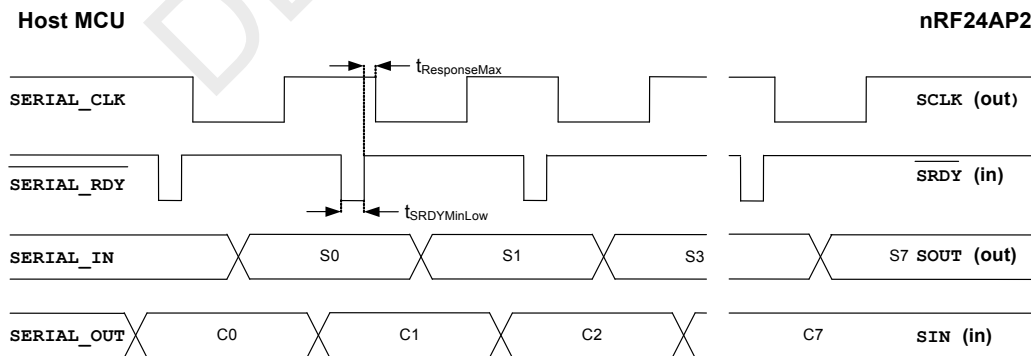 Host MCU nRF24AP2
tResponseMax
SERIAL_CLK SCLK (out)
SERIAL_RDY SRDY (in)
tSRDYMinLow
SERIAL_IN S0 S1 S3 S7 SOUT (out)
SERIAL_OUT C0 C1 C2 C7 SIN (in)